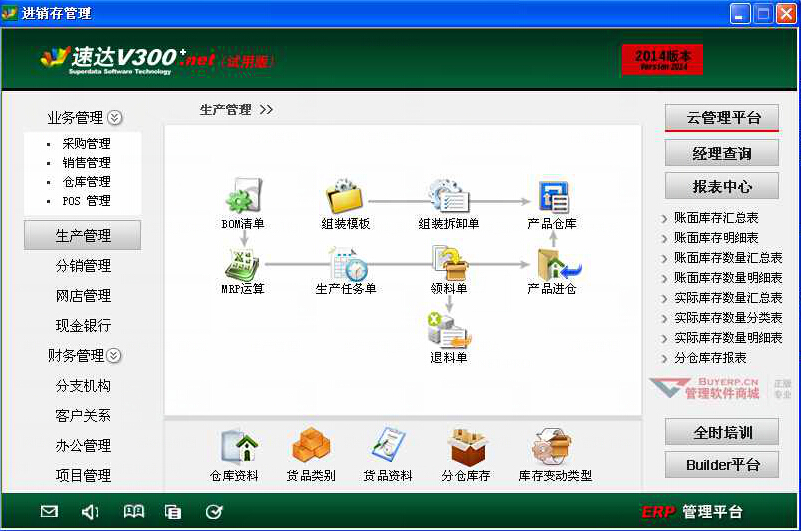 进销存管理
速达V300+.net(试用版)
Superdata Software Technology
2014版本
Version 2014
业务管理
采购管理
销售管理
仓库管理
POS 管理
生产管理
分销管理
网店管理
现金银行
财务管理
分支机构
客户关系
办公管理
项目管理
生产管理 >>
BOM清单
组装模板
组装拆卸单
产品仓库
MRP运算
生产任务单
领料单
产品进仓
退料单
仓库资料
货品类别
货品资料
分仓库存
库存变动类型
云管理平台
经理查询
报表中心
账面库存汇总表
账面库存明细表
账面库存数量汇总表
账面库存数量明细表
实际库存数量汇总表
实际库存数量分类表
实际库存数量明细表
分仓库存报表
BUYERP.CN
管理软件商城
正版
专业
全时培训
Builder平台
ERP 管理平台